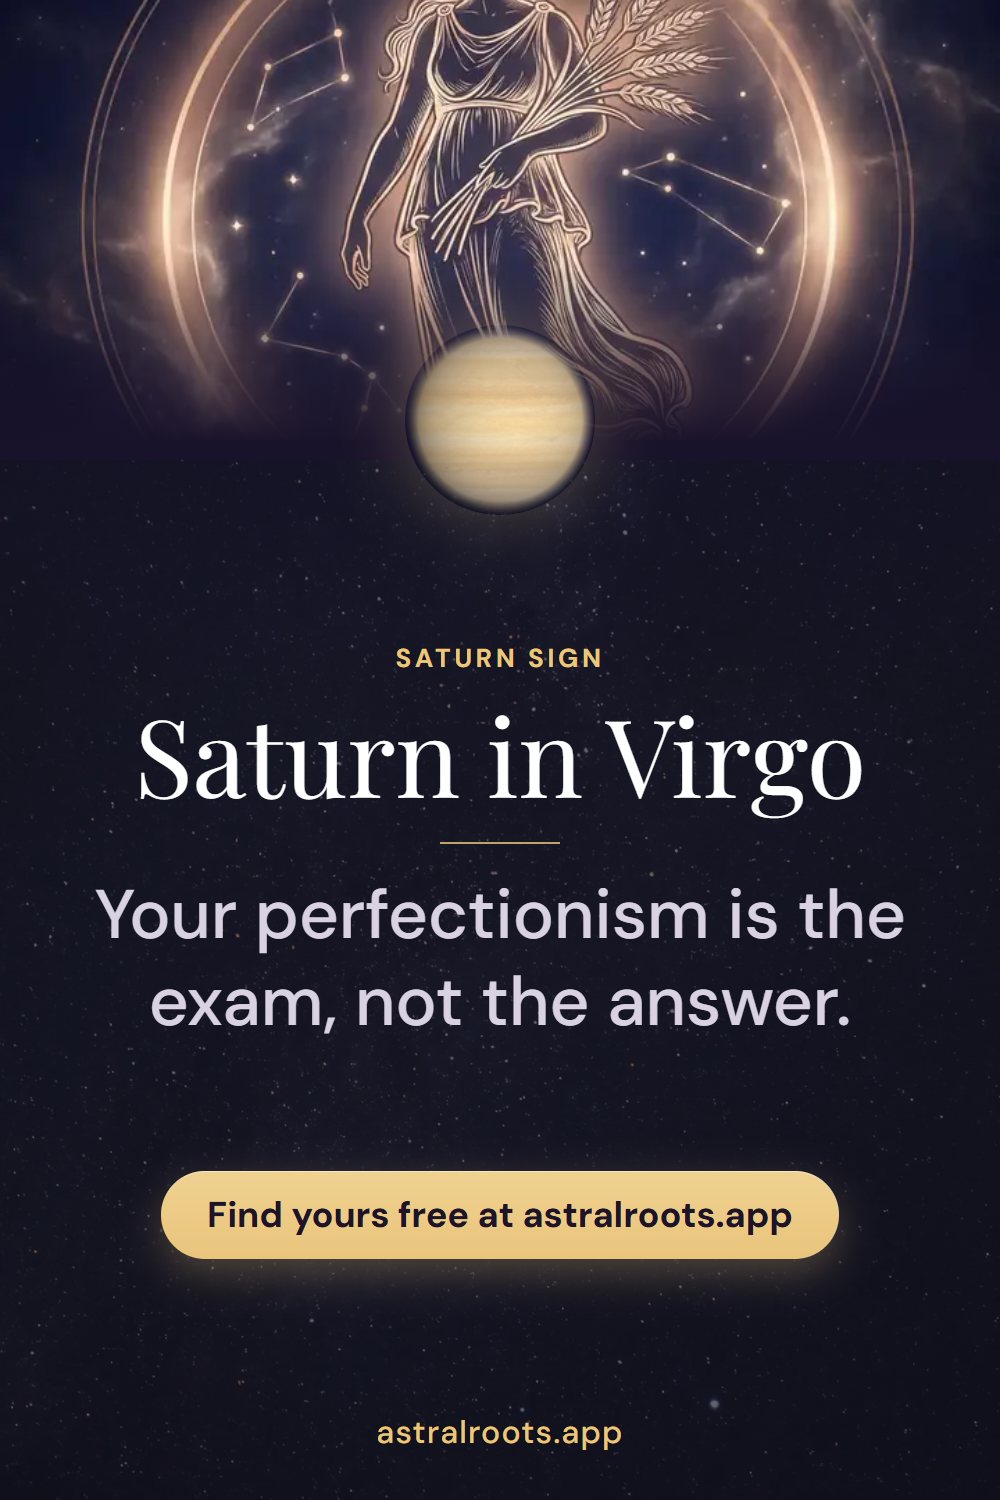 SATURN SIGN
Saturn in Virgo
Your perfectionism is the
exam, not the answer.
Find yours free at astralroots.app
astralroots.app